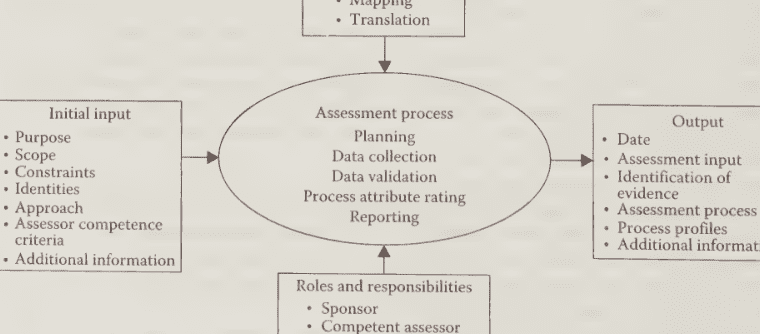 • Mapping
• Translation
Initial input
• Purpose
• Scope
• Constraints
• Identities
• Approach
• Assessor competence
criteria
• Additional information
Assessment process
Planning
Data collection
Data validation
Process attribute rating
Reporting
Output
• Date
• Assessment input
• Identification of
evidence
• Assessment process
• Process profiles
• Additional informati
Roles and responsibilities
• Sponsor
• Competent assessor